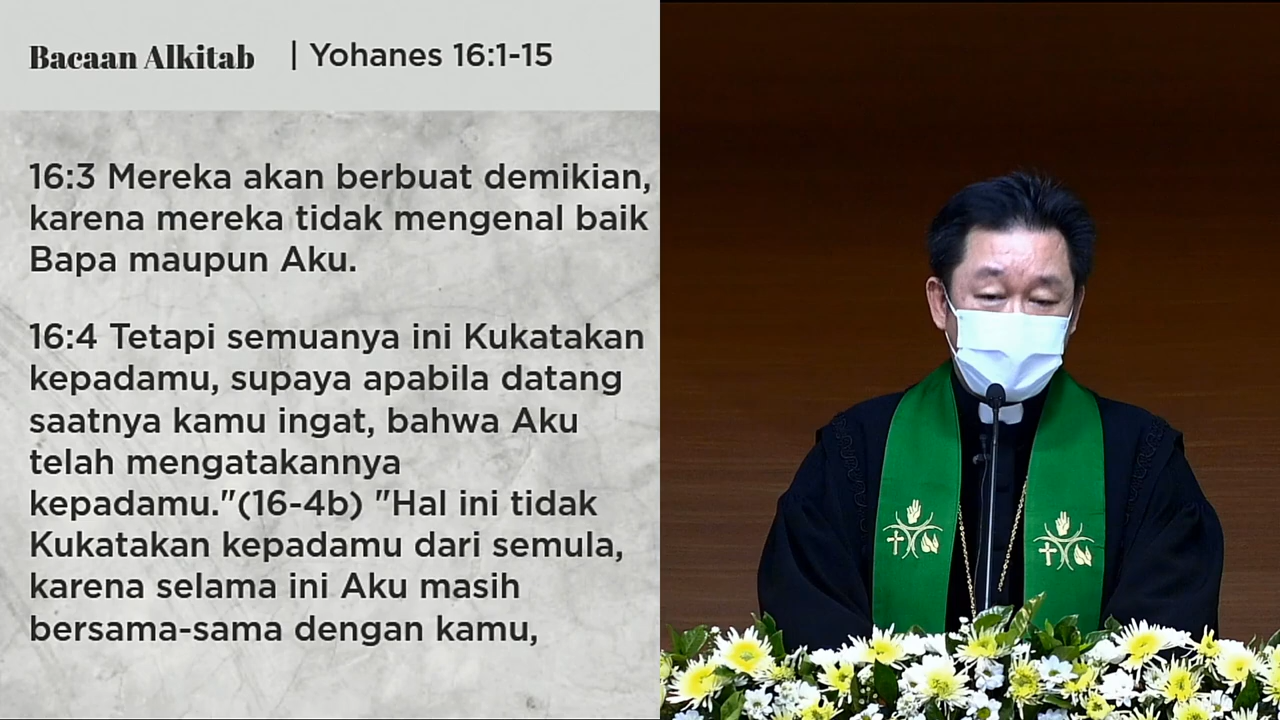 Bacaan Alkitab | Yohanes 16:1-15
16:3 Mereka akan berbuat demikian,
karena mereka tidak mengenal baik
Bapa maupun Aku.
16:4 Tetapi semuanya ini Kukatakan
kepadamu, supaya apabila datang
saatnya kamu ingat, bahwa Aku
telah mengatakannya
kepadamu."(16-4b) "Hal ini tidak
Kukatakan kepadamu dari semula,
karena selama ini Aku masih
bersama-sama dengan kamu,